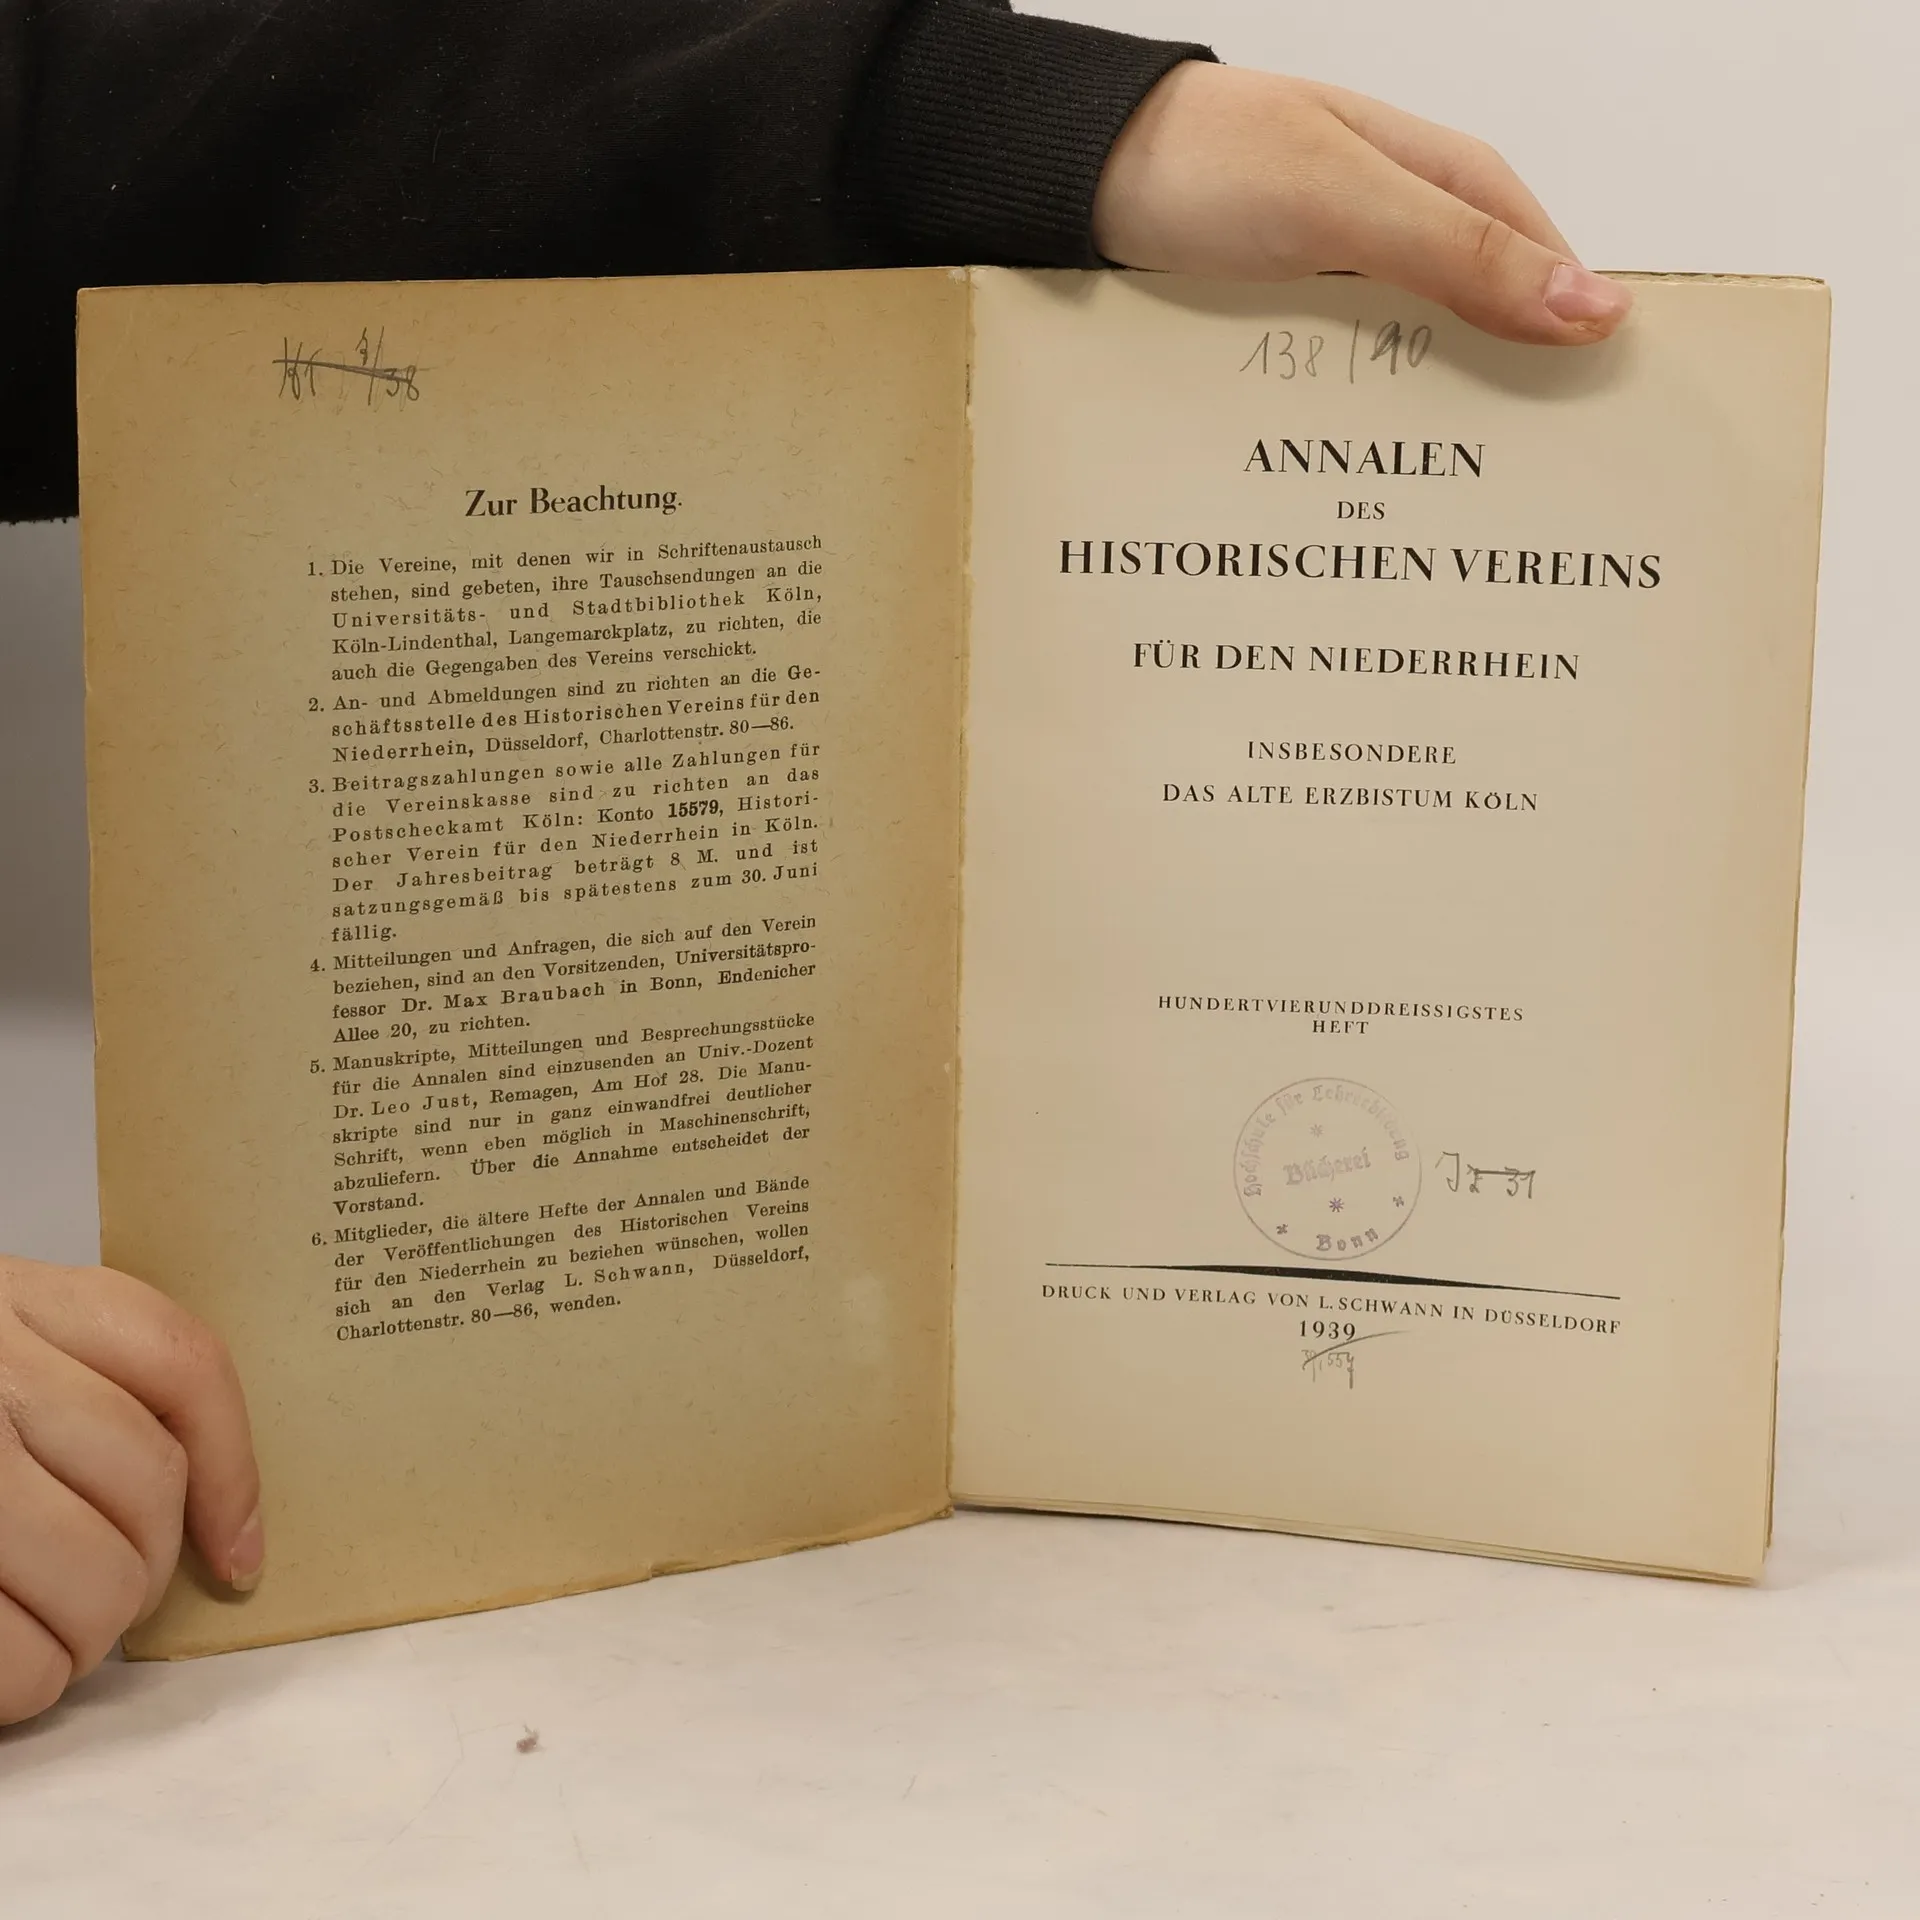 Zur Beachtung.
1. Die Vereine, mit denen wir in Schriftenaustausch
stehen, sind gebeten, ihre Tauschsendungen an die
Universitäts- und Stadtbibliothek Köln,
Köln-Lindenthal, Langemarckplatz, zu richten, die
auch die Gegengaben des Vereins verschickt.
2. An- und Abmeldungen sind zu richten an die Ge-
schäftsstelle des Historischen Vereins für den
Niederrhein, Düsseldorf, Charlottenstr. 80—86.
3. Beitragszahlungen sowie alle Zahlungen für
die Vereinskasse sind zu richten an das
Postscheckamt Köln: Konto 15579, Histori-
scher Verein für den Niederrhein in Köln.
Der Jahresbeitrag beträgt 8 M. und ist
satzungsgemäß bis spätestens zum 30. Juni
fällig.
4. Mitteilungen und Anfragen, die sich auf den Verein
beziehen, sind an den Vorsitzenden, Universitätspro-
fessor Dr. Max Braubach in Bonn, Endenicher
Allee 20, zu richten.
5. Manuskripte, Mitteilungen und Besprechungsstücke
für die Annalen sind einzusenden an Univ.-Dozent
Dr. Leo Just, Remagen, Am Hof 28. Die Manu-
skripte sind nur in ganz einwandfrei deutlicher
Schrift, wenn eben möglich in Maschinenschrift,
abzuliefern. Über die Annahme entscheidet der
Vorstand.
6. Mitglieder, die ältere Hefte der Annalen und Bände
der Veröffentlichungen des Historischen Vereins
für den Niederrhein zu beziehen wünschen, wollen
sich an den Verlag L. Schwann, Düsseldorf,
Charlottenstr. 80—86, wenden.
138/90
ANNALEN
DES
HISTORISCHEN VEREINS
FÜR DEN NIEDERRHEIN
INSBESONDERE
DAS ALTE ERZBISTUM KÖLN
HUNDERTVIERUNDDREISSIGSTES
HEFT
Hochschule für Lehrerbildung
Bücherei
Bonn
DRUCK UND VERLAG VON L. SCHWANN IN DÜSSELDORF
1939